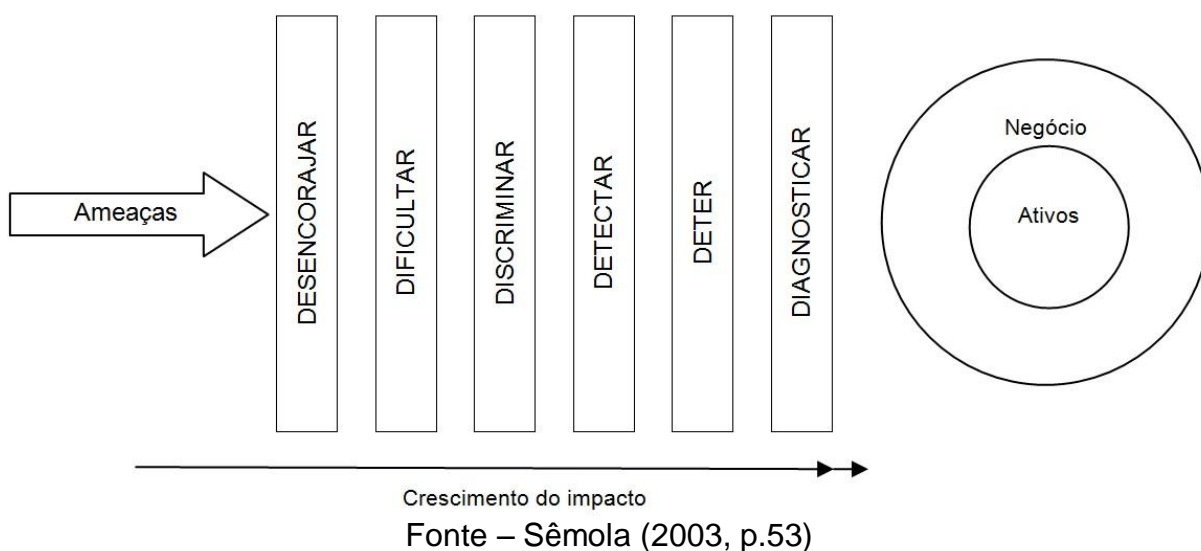 Ameaças
DESENCORAJAR
DIFICULTAR
DISCRIMINAR
DETECTAR
DETER
DIAGNOSTICAR
Negócio
Ativos
Crescimento do impacto
Fonte – Sêmola (2003, p.53)